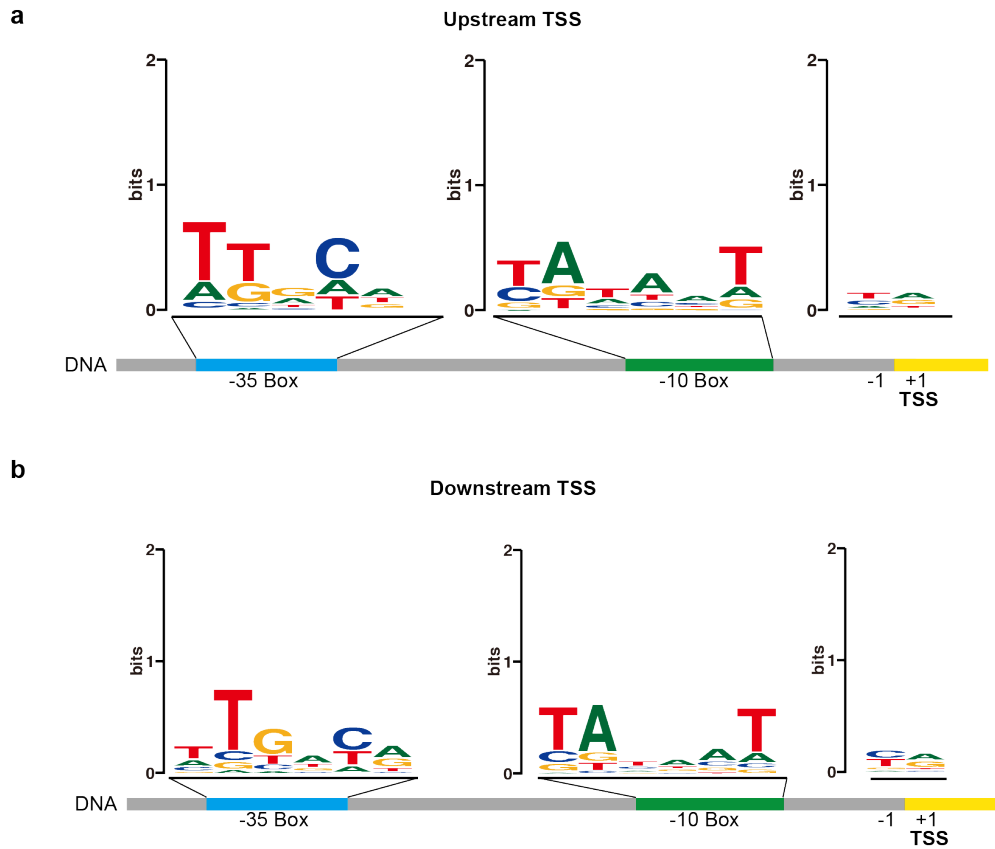 a
Upstream TSS
2 2 2
bits bits bits
1 1 1
0 0 0
T T G C T A
A G A A T
C C T G
T A T A A T
C G A T A A
G T C C G G
T A
C G
A T
DNA
-35 Box -10 Box -1 +1
TSS
b
Downstream TSS
2 2 2
bits bits bits
1 1 1
0 0 0
T T G A C A
A C T T T G
C G C C A T
G A A
T A T A A T
C G C A
G T G C
C G
C A
T G
DNA
-35 Box -10 Box -1 +1
TSS